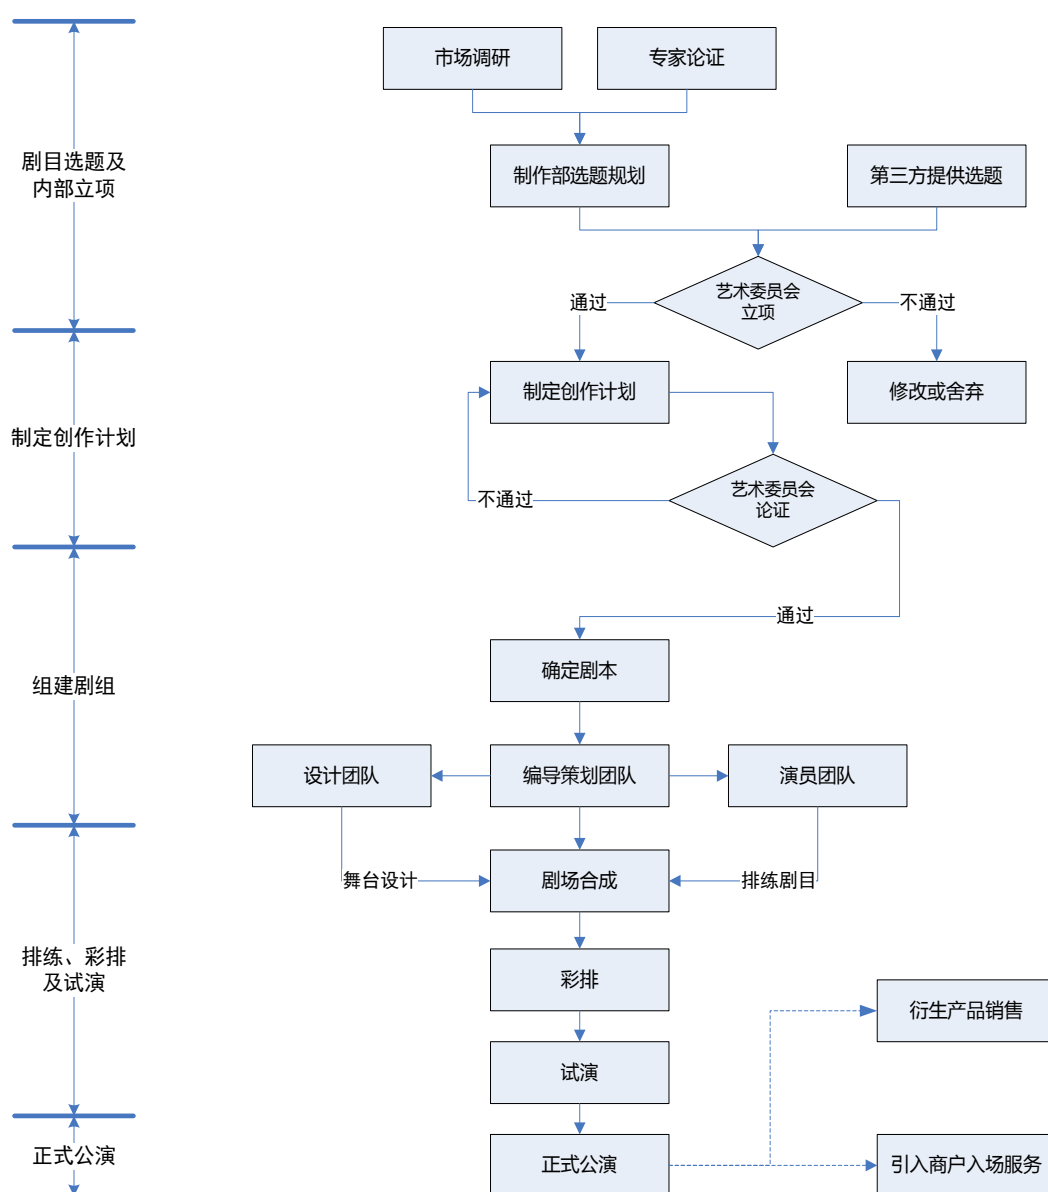 市场调研
专家论证
剧目选题及
内部立项
制作部选题规划
第三方提供选题
艺术委员会
立项
通过
不通过
制定创作计划
修改或舍弃
制定创作计划
艺术委员会
论证
不通过
通过
组建剧组
确定剧本
设计团队
编导策划团队
演员团队
舞台设计
剧场合成
排练剧目
排练、彩排
及试演
彩排
衍生产品销售
试演
正式公演
正式公演
引入商户入场服务